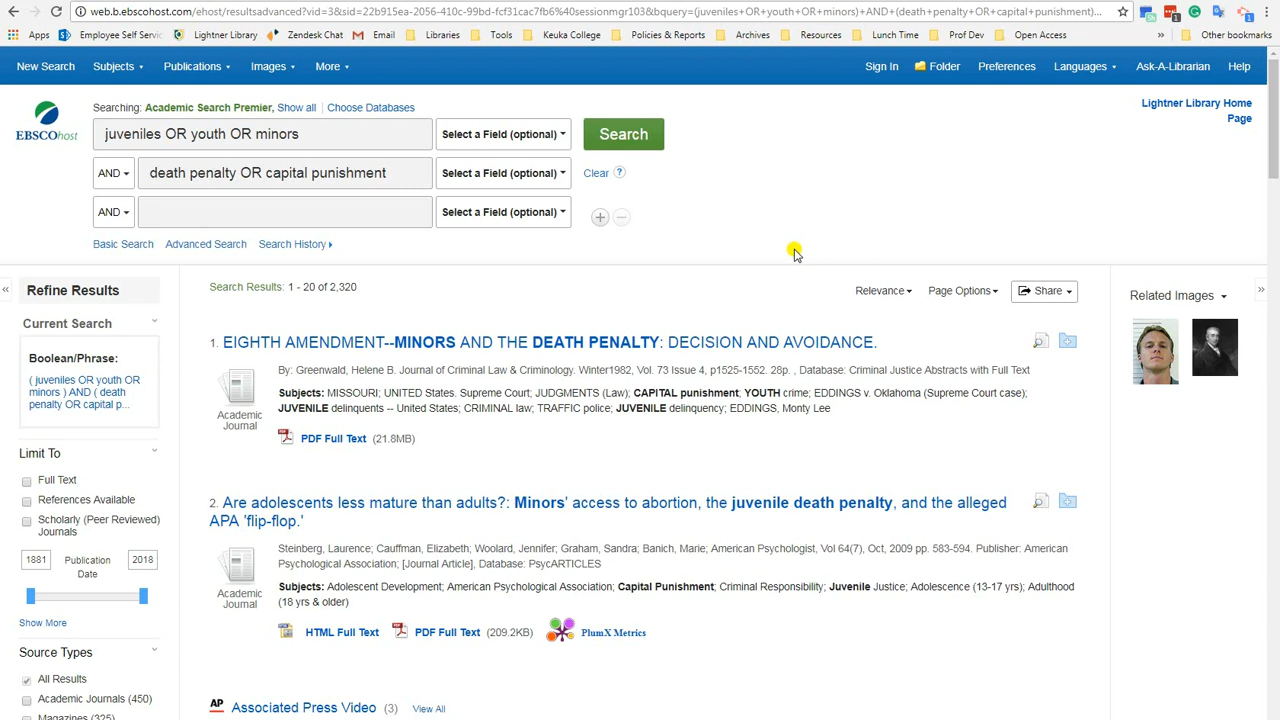 web.b.ebscohost.com/ehost/resultsadvanced?vid=3&sid=22b915ea-2056-410c-99bd-fcf31cac7fb6%40sessionmgr103&bquery=(juveniles+OR+youth+OR+minors)+AND+(death+penalty+OR+capital+punishment)...
Apps Employee Self Servic Lightner Library Zendesk Chat Email Libraries Tools Keuka College Policies & Reports Archives Resources Lunch Time Prof Dev Open Access » Other bookmarks
New Search Subjects Publications Images More Sign In Folder Preferences Languages Ask-A-Librarian Help
Searching: Academic Search Premier, Show all | Choose Databases
Lightner Library Home
Page
EBSCOhost
juveniles OR youth OR minors Select a Field (optional) Search
AND death penalty OR capital punishment Select a Field (optional) Clear ?
AND Select a Field (optional) + −
Basic Search Advanced Search Search History
« Refine Results
Current Search
Boolean/Phrase:
( juveniles OR youth OR
minors ) AND ( death
penalty OR capital p...
Limit To
Full Text
References Available
Scholarly (Peer Reviewed)
Journals
1881 Publication
Date 2018
Show More
Source Types
All Results
Academic Journals (450)
Magazines (325)
Search Results: 1 - 20 of 2,320
Relevance Page Options Share
1. EIGHTH AMENDMENT--MINORS AND THE DEATH PENALTY: DECISION AND AVOIDANCE.
By: Greenwald, Helene B. Journal of Criminal Law & Criminology. Winter1982, Vol. 73 Issue 4, p1525-1552. 28p. , Database: Criminal Justice Abstracts with Full Text
Subjects: MISSOURI; UNITED States. Supreme Court; JUDGMENTS (Law); CAPITAL punishment; YOUTH crime; EDDINGS v. Oklahoma (Supreme Court case);
JUVENILE delinquents -- United States; CRIMINAL law; TRAFFIC police; JUVENILE delinquency; EDDINGS, Monty Lee
Academic
Journal
PDF Full Text (21.8MB)
2. Are adolescents less mature than adults?: Minors' access to abortion, the juvenile death penalty, and the alleged
APA 'flip-flop.'
Steinberg, Laurence; Cauffman, Elizabeth; Woolard, Jennifer; Graham, Sandra; Banich, Marie; American Psychologist, Vol 64(7), Oct, 2009 pp. 583-594. Publisher: American
Psychological Association; [Journal Article], Database: PsycARTICLES
Subjects: Adolescent Development; American Psychological Association; Capital Punishment; Criminal Responsibility; Juvenile Justice; Adolescence (13-17 yrs); Adulthood
(18 yrs & older)
Academic
Journal
HTML Full Text PDF Full Text (209.2KB) PlumX Metrics
AP Associated Press Video (3) View All
Related Images »